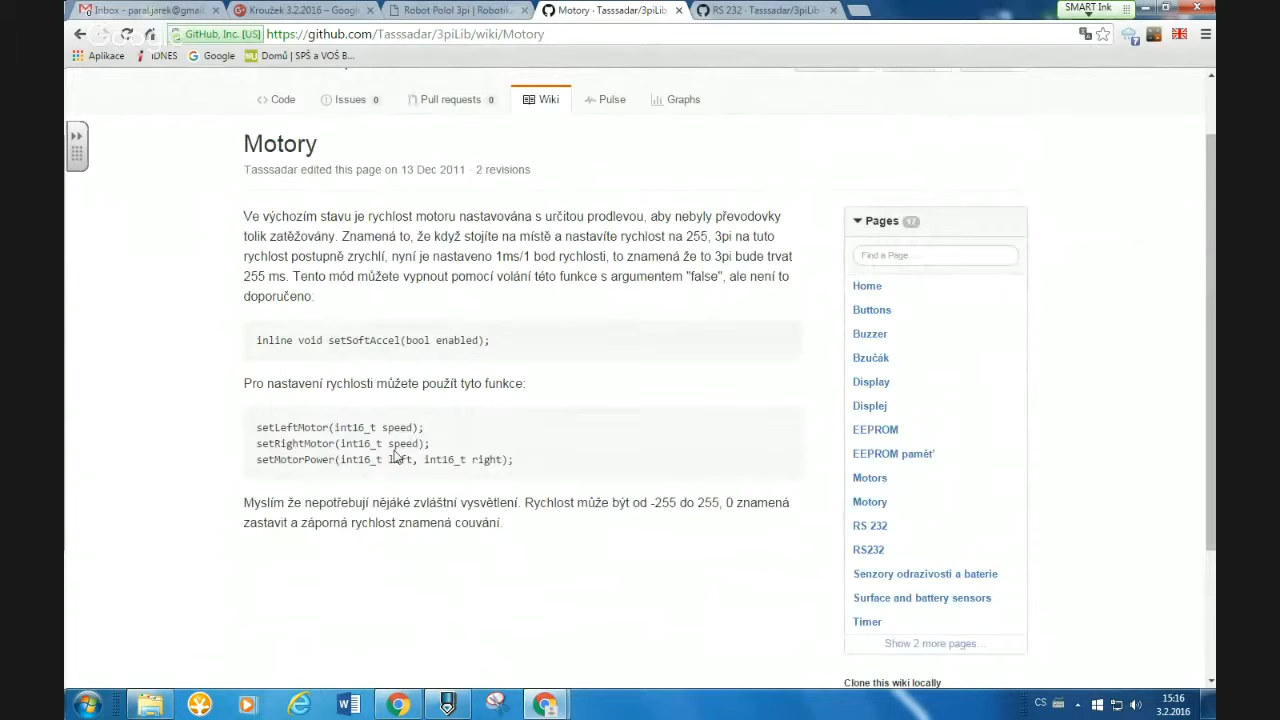 Inbox - paral.jarek@gmail.
Kroužek 3.2.2016 – Google
Robot Pololl 3pi | Robotik
Motory · Tasssadar/3piLib
RS 232 · Tasssadar/3piLib
SMART Ink
GitHub, Inc. [US]
https://github.com/Tasssadar/3piLib/wiki/Motory
Aplikace
iDNES
Google
Domů | SPŠ a VOŠ B...
Code
Issues 0
Pull requests 0
Wiki
Pulse
Graphs
Motory
Tasssadar edited this page on 13 Dec 2011 · 2 revisions
Ve výchozím stavu je rychlost motoru nastavována s určitou prodlevou, aby nebyly převodovky
tolik zatěžovány. Znamená to, že když stojíte na místě a nastavíte rychlost na 255, 3pi na tuto
rychlost postupně zrychlí, nyní je nastaveno 1ms/1 bod rychlosti, to znamená že to 3pi bude trvat
255 ms. Tento mód můžete vypnout pomocí volání této funkce s argumentem "false", ale není to
doporučeno:
inline void setSoftAccel(bool enabled);
Pro nastavení rychlosti můžete použít tyto funkce:
setLeftMotor(int16_t speed);
setRightMotor(int16_t speed);
setMotorPower(int16_t left, int16_t right);
Myslím že nepotřebují nějáké zvláštní vysvětlení. Rychlost může být od -255 do 255, 0 znamená
zastavit a záporná rychlost znamená couvání.
Pages 17
Find a Page...
Home
Buttons
Buzzer
Bzučák
Display
Displej
EEPROM
EEPROM paměť
Motors
Motory
RS 232
RS232
Senzory odrazivosti a baterie
Surface and battery sensors
Timer
Show 2 more pages...
Clone this wiki locally
CS
15:16
3.2.2016